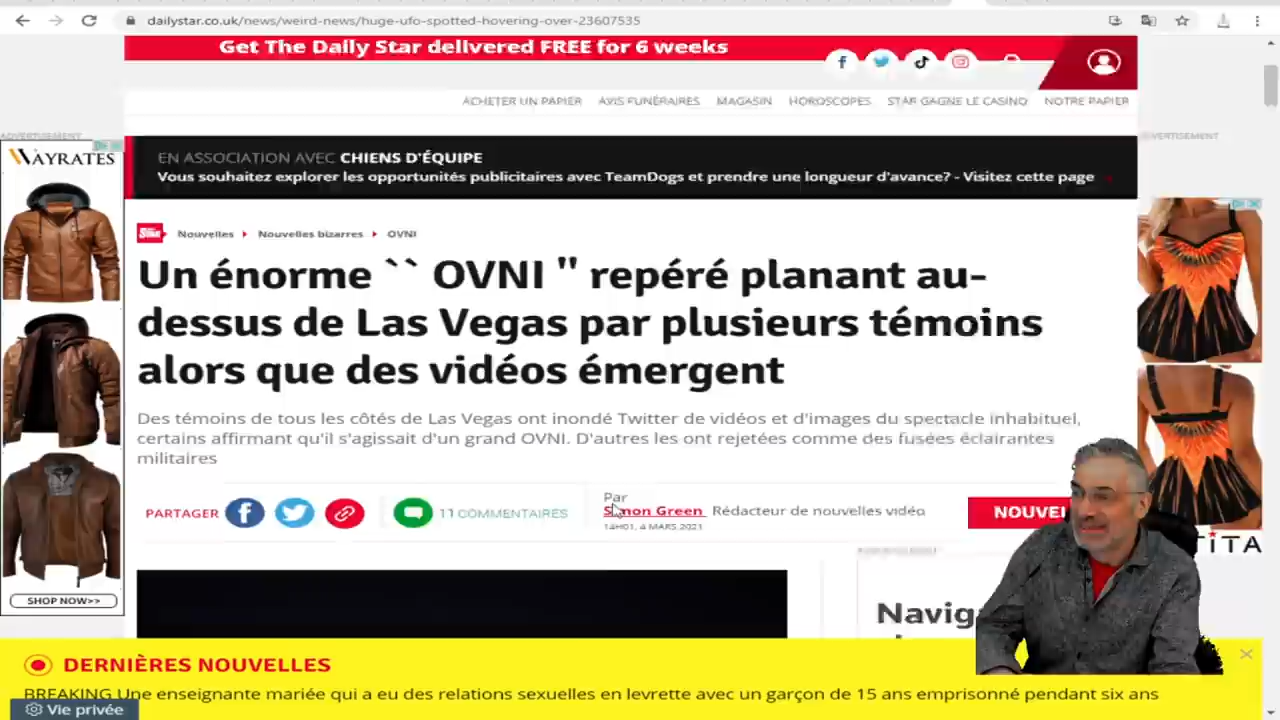 dailystar.co.uk/news/weird-news/huge-ufo-spotted-hovering-over-23607535
Get The Daily Star delivered FREE for 6 weeks
ACHETER UN PAPIER AVIS FUNÉRAIRES MAGASIN HOROSCOPES STAR GAGNE LE CASINO NOTRE PAPIER
ADVERTISEMENT
VERTISEMENT
WAYRATES
EN ASSOCIATION AVEC CHIENS D'ÉQUIPE
Vous souhaitez explorer les opportunités publicitaires avec TeamDogs et prendre une longueur d'avance? - Visitez cette page
Nouvelles Nouvelles bizarres OVNI
Un énorme `` OVNI '' repéré planant au-
dessus de Las Vegas par plusieurs témoins
alors que des vidéos émergent
Des témoins de tous les côtés de Las Vegas ont inondé Twitter de vidéos et d'images du spectacle inhabituel,
certains affirmant qu'il s'agissait d'un grand OVNI. D'autres les ont rejetées comme des fusées éclairantes
militaires
PARTAGER 11 COMMENTAIRES
Par
Simon Green Rédacteur de nouvelles vidéo
14H01, 4 MARS 2021
NOUVEL
TITA
SHOP NOW>>
Navig
DERNIÈRES NOUVELLES
BREAKING Une enseignante mariée qui a eu des relations sexuelles en levrette avec un garçon de 15 ans emprisonné pendant six ans
Vie privée